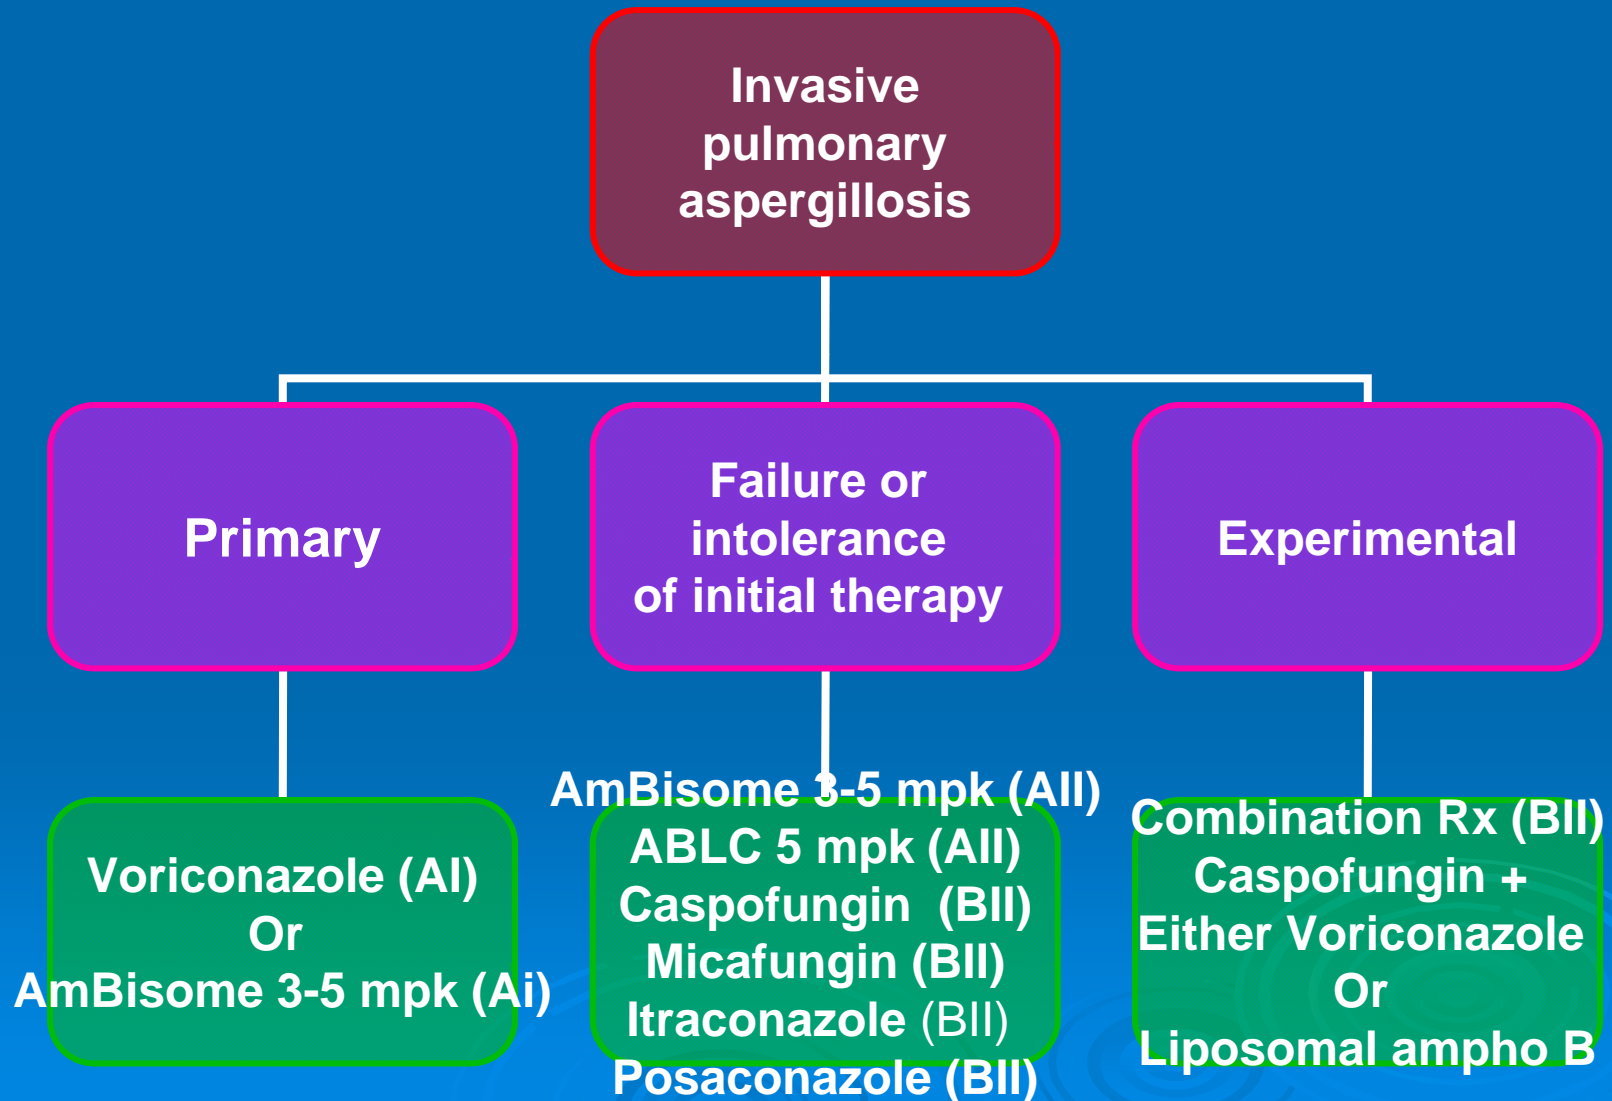 Invasive
pulmonary
aspergillosis
Primary
Failure or
intolerance
of initial therapy
Experimental
Voriconazole (AI)
Or
AmBisome 3-5 mpk (Ai)
AmBisome 3-5 mpk (AII)
ABLC 5 mpk (AII)
Caspofungin (BII)
Micafungin (BII)
Itraconazole (BII)
Posaconazole (BII)
Combination Rx (BII)
Caspofungin +
Either Voriconazole
Or
Liposomal ampho B